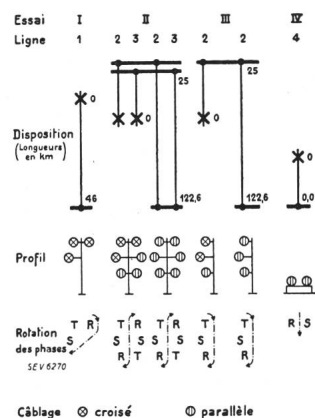 Essai I II III IV
Ligne 1 2 3 2 3 2 2 4
25 25
O O O O
Disposition
(Longueurs
en km)
O
46 122,6 122,6 0,0
Profil
Rotation
des phases
T R T R T R T T R S
S S S S S S S
R T R T R R
SEV 6270
Câblage croisé parallèle